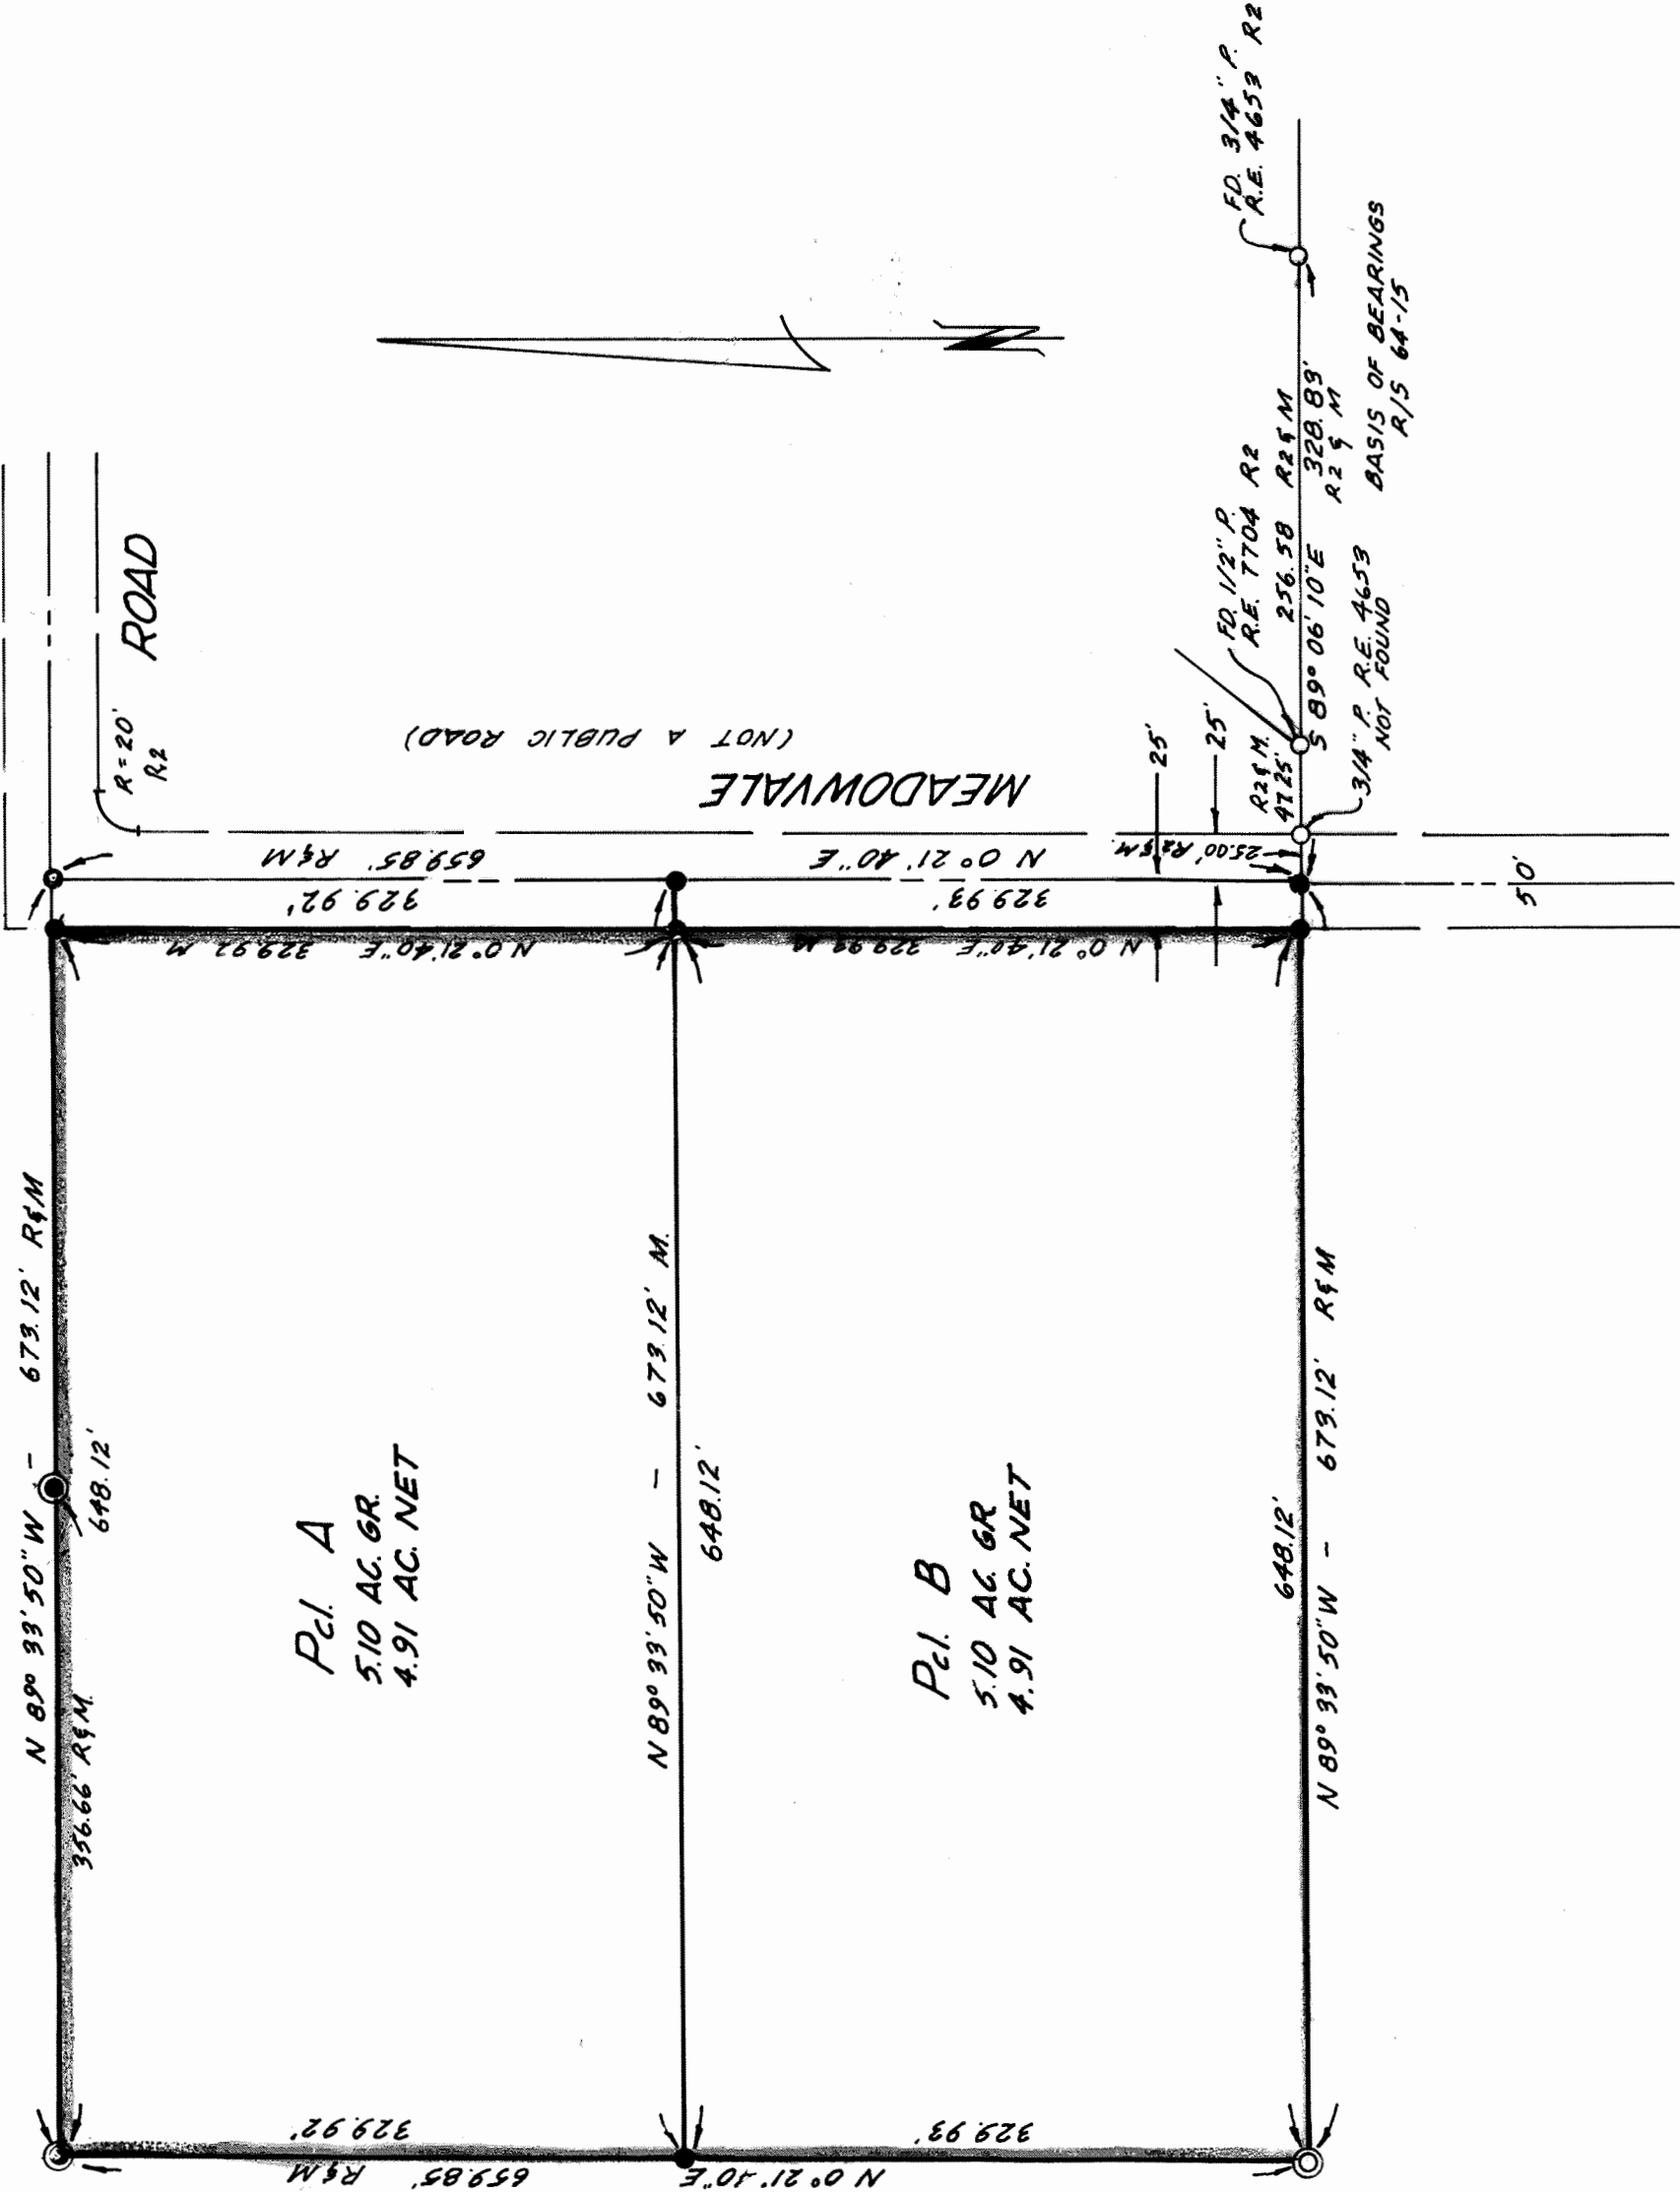 N 89° 33' 50" W - 673.12' R&M
356.66' R&M.
648.12'
R = 20'
R.2
ROAD
Pcl. A
5.10 AC. GR.
4.91 AC. NET
329.92'
659.85' R&M
N 0° 21' 40" E
329.93'
N 89° 33' 50" W - 673.12' M.
648.12'
Pcl. B
5.10 AC. GR
4.91 AC. NET
648.12'
N 89° 33' 50" W - 673.12' R&M
N 0° 21' 40" E 329.92 M
N 0° 21' 40" E 329.93 M
329.92'
329.93'
659.85' R&M
N 0° 21' 40" E
MEADOWVALE
(NOT A PUBLIC ROAD)
25'
25'
25.00' R2&M.
R2&M.
47.25'
50'
FD. 1/2" P.
R.E. 7704 R2
256.58 R2&M
S 89° 06' 10" E 328.83'
R2 & M
3/4" P. R.E. 4653
NOT FOUND
BASIS OF BEARINGS
R/S 64-15
FD. 3/4" P.
R.E. 4653 R2